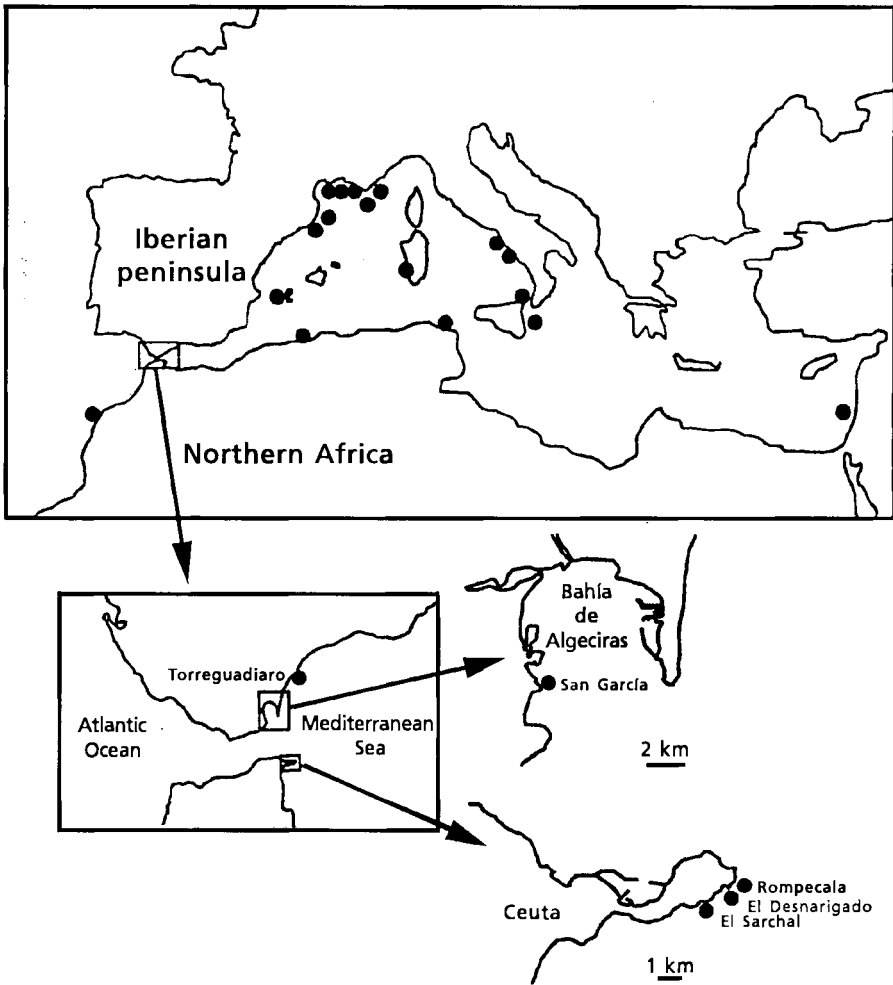 Iberian
peninsula
Northern Africa
Torreguadiaro
Atlantic
Ocean
Mediterranean
Sea
Bahía
de
Algeciras
San García
2 km
Ceuta
Rompecala
El Desnarigado
El Sarchal
1 km